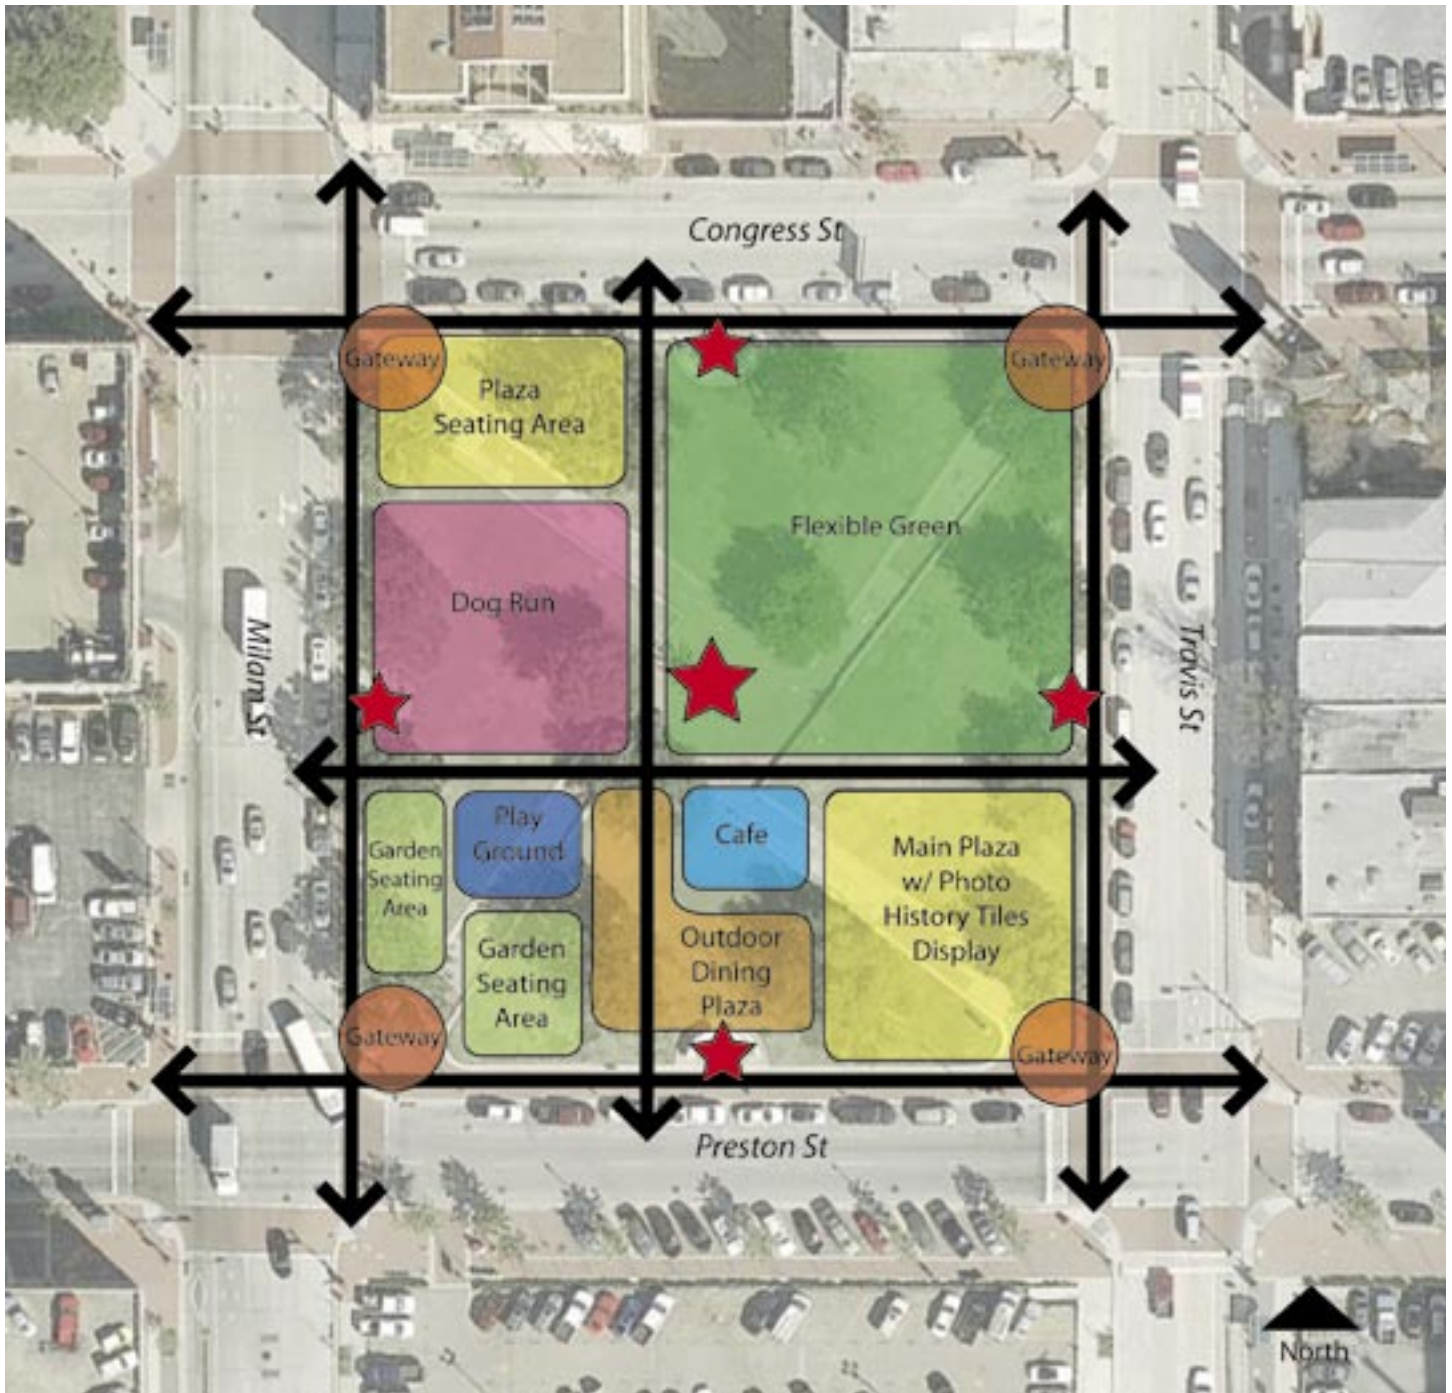 Congress St
Gateway
Gateway
Plaza
Seating Area
Flexible Green
Dog Run
Milam St
Travis St
Play
Ground
Cafe
Garden
Seating
Area
Main Plaza
w/ Photo
History Tiles
Display
Garden
Seating
Area
Outdoor
Dining
Plaza
Gateway
Gateway
Preston St
North